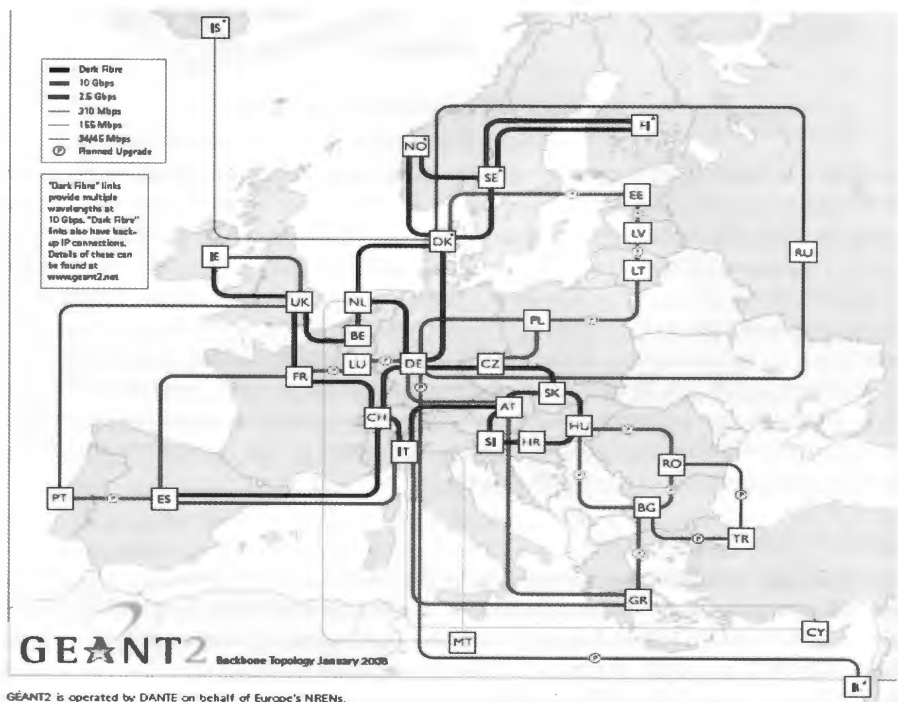 IS*
Dark Fibre
10 Gbps
2.5 Gbps
310 Mbps
155 Mbps
34/45 Mbps
P Planned Upgrade
"Dark Fibre" links
provide multiple
wavelengths at
10 Gbps. "Dark Fibre"
links also have back-
up IP connections.
Details of these can
be found at
www.geant2.net
NO*
FI*
SE*
P
EE
P
DK*
LV
RU
IE
P
LT
UK
NL
BE
PL
P
FR
P
LU
P
DE
CZ
P
SK
AT
CH
HU
P
IT
SI
HR
RO
P
P
P
PT
P
ES
BG
P
TR
P
GR
CY
MT
GÉANT2
Backbone Topology January 2008
P
GÉANT2 is operated by DANTE on behalf of Europe's NRENs.